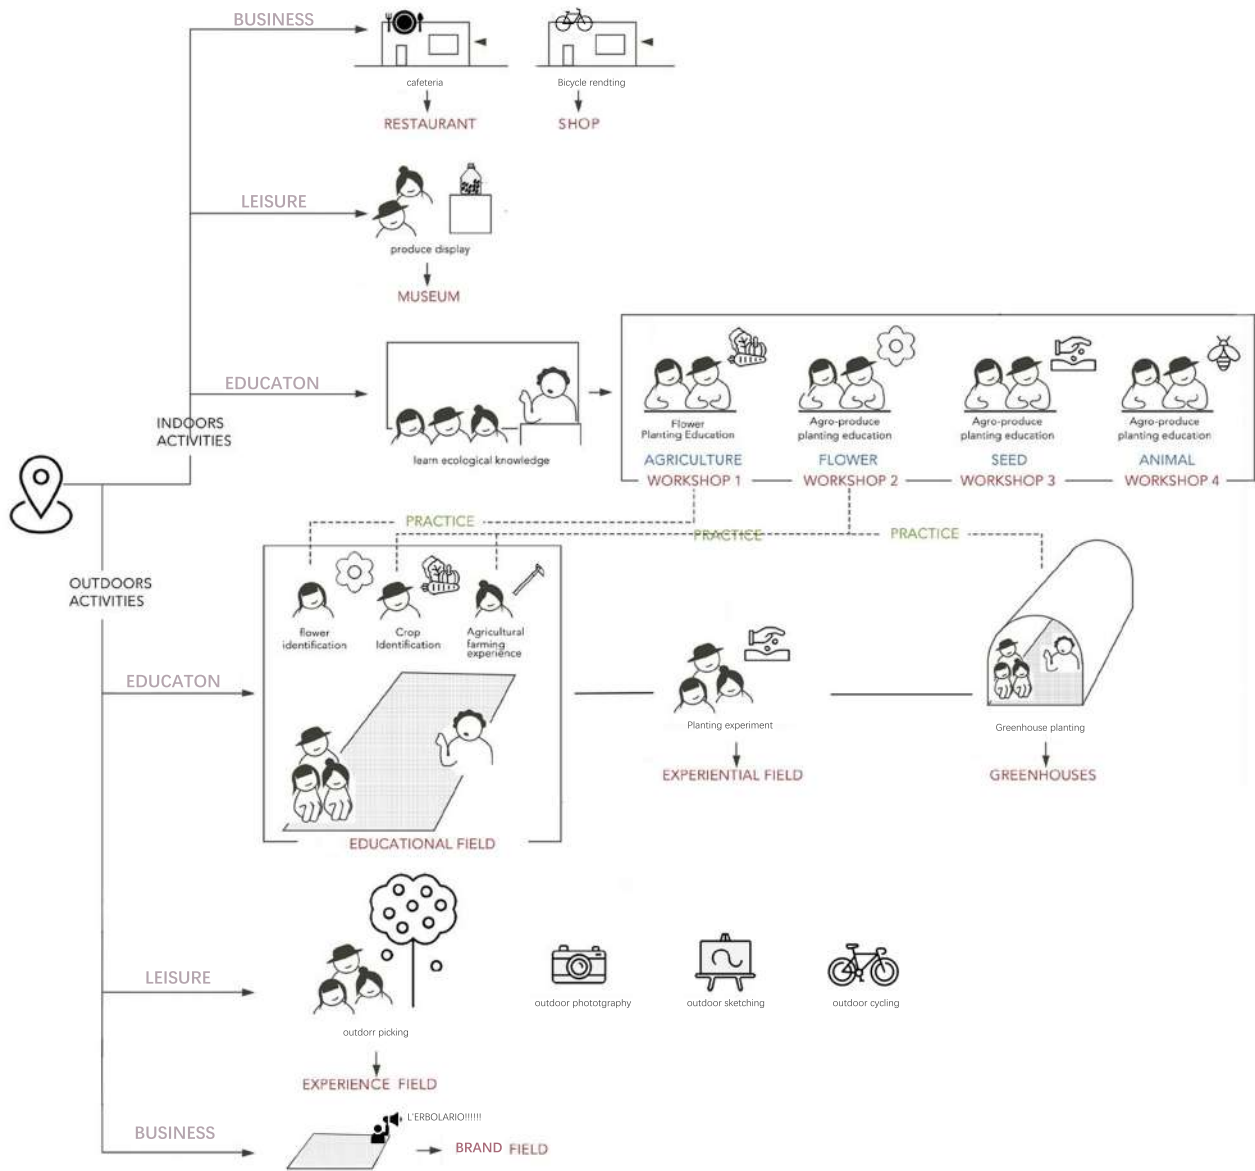 BUSINESS
cafeteria
Bicycle rendting
RESTAURANT
SHOP
LEISURE
produce display
MUSEUM
EDUCATON
INDOORS
ACTIVITIES
learn ecological knowledge
Flower
Planting Education
Agro-produce
planting education
Agro-produce
planting education
Agro-produce
planting education
AGRICULTURE
FLOWER
SEED
ANIMAL
WORKSHOP 1
WORKSHOP 2
WORKSHOP 3
WORKSHOP 4
PRACTICE
PRACTICE
PRACTICE
OUTDOORS
ACTIVITIES
flower
identification
Crop
Identification
Agricultural
farming
experience
EDUCATON
Planting experiment
Greenhouse planting
EXPERIENTIAL FIELD
GREENHOUSES
EDUCATIONAL FIELD
LEISURE
outdorr picking
outdoor phototgraphy
outdoor sketching
outdoor cycling
EXPERIENCE FIELD
L'ERBOLARIO!!!!!!
BUSINESS
BRAND FIELD